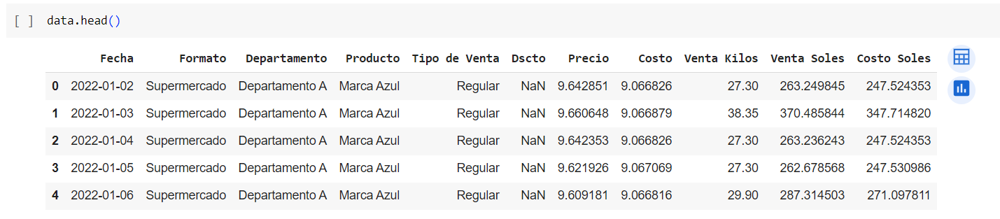 [ ] data.head()
Fecha Formato Departamento Producto Tipo de Venta Dscto Precio Costo Venta Kilos Venta Soles Costo Soles
0 2022-01-02 Supermercado Departamento A Marca Azul Regular NaN 9.642851 9.066826 27.30 263.249845 247.524353
1 2022-01-03 Supermercado Departamento A Marca Azul Regular NaN 9.660648 9.066879 38.35 370.485844 347.714820
2 2022-01-04 Supermercado Departamento A Marca Azul Regular NaN 9.642353 9.066826 27.30 263.236243 247.524353
3 2022-01-05 Supermercado Departamento A Marca Azul Regular NaN 9.621926 9.067069 27.30 262.678568 247.530986
4 2022-01-06 Supermercado Departamento A Marca Azul Regular NaN 9.609181 9.066816 29.90 287.314503 271.097811